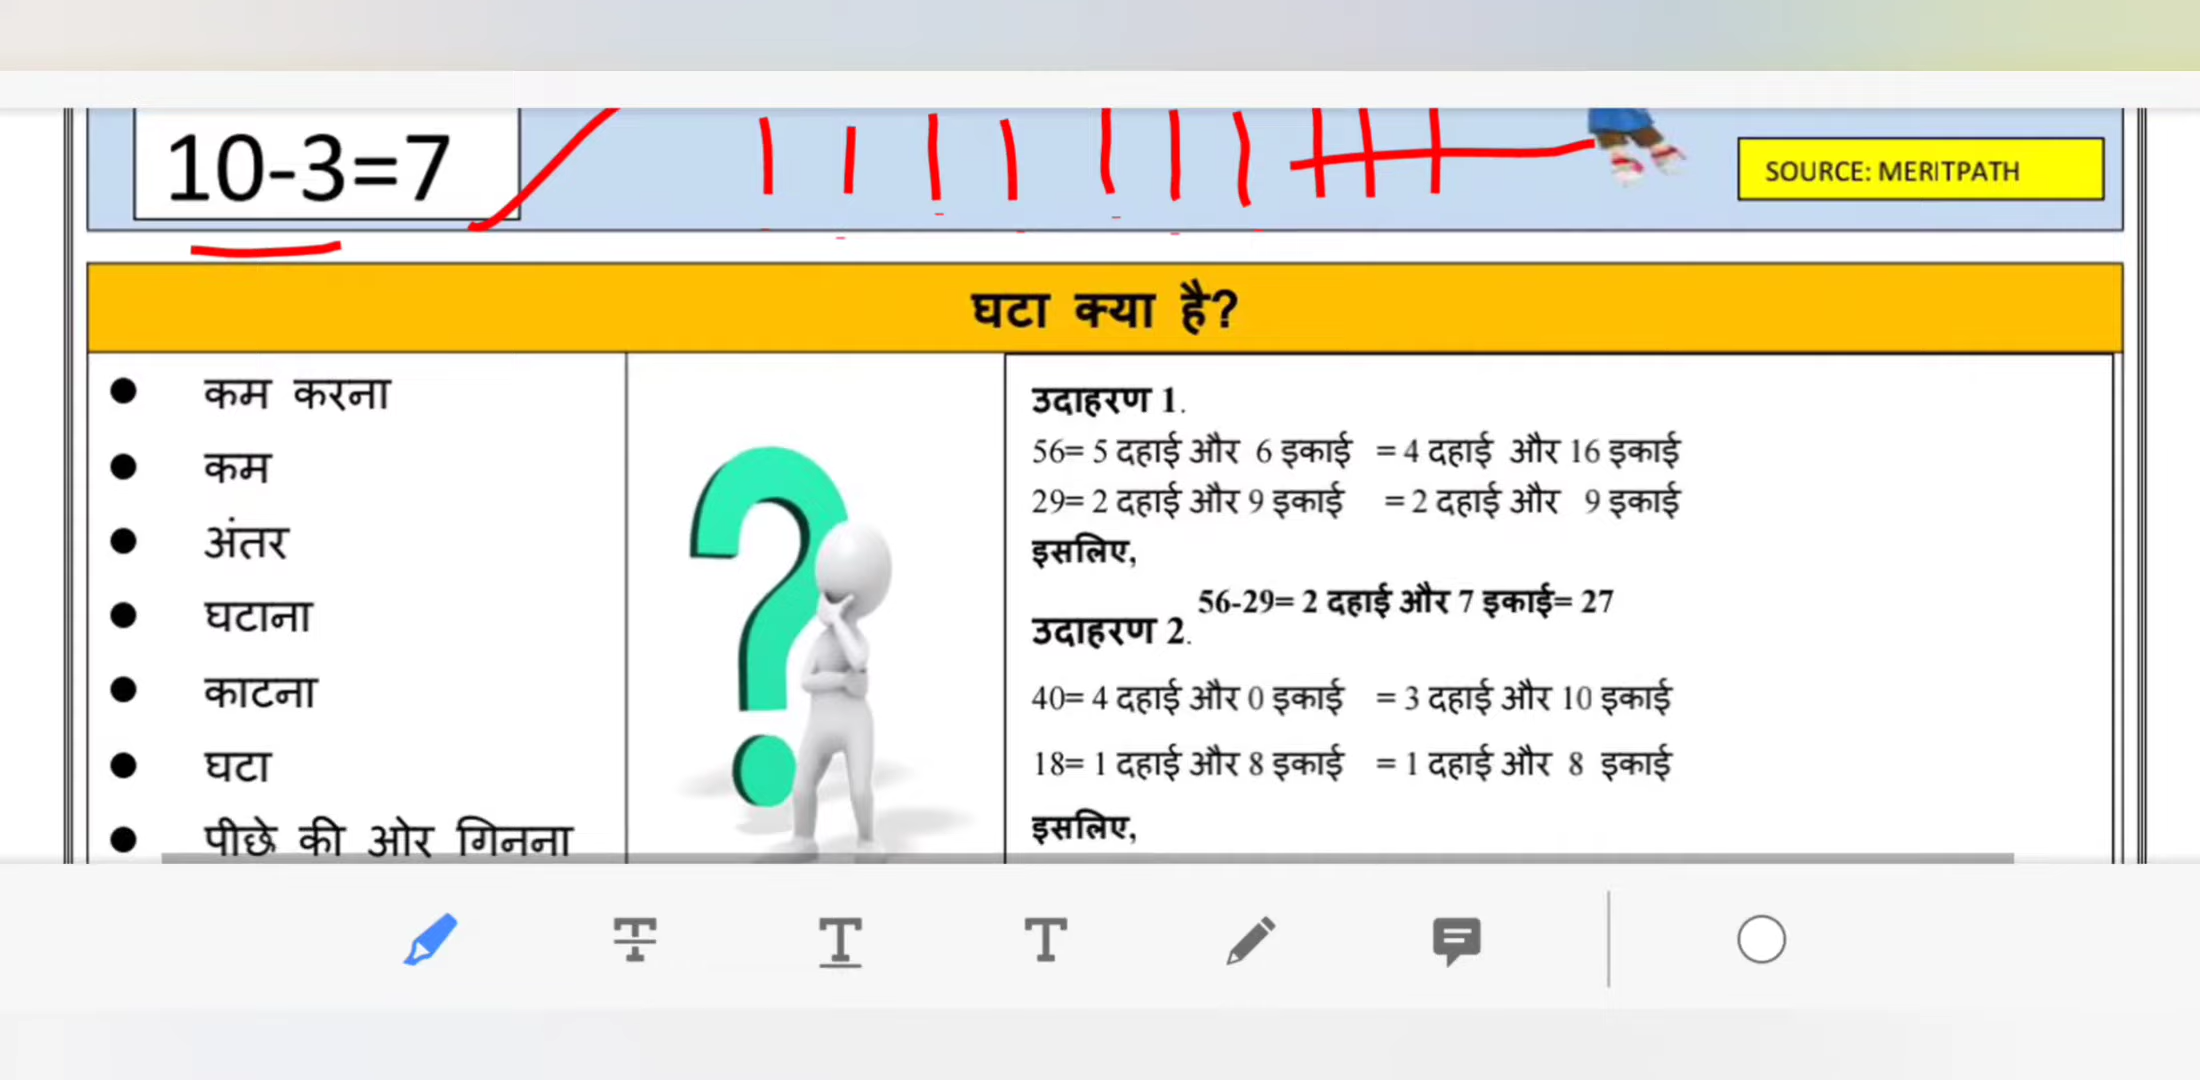 10-3=7
SOURCE: MERITPATH
घटा क्या है?
कम करना
कम
अंतर
घटाना
काटना
घटा
पीछे की ओर गिनना
उदाहरण 1.
56= 5 दहाई और 6 इकाई = 4 दहाई और 16 इकाई
29= 2 दहाई और 9 इकाई = 2 दहाई और 9 इकाई
इसलिए,
56-29= 2 दहाई और 7 इकाई= 27
उदाहरण 2.
40= 4 दहाई और 0 इकाई = 3 दहाई और 10 इकाई
18= 1 दहाई और 8 इकाई = 1 दहाई और 8 इकाई
इसलिए,